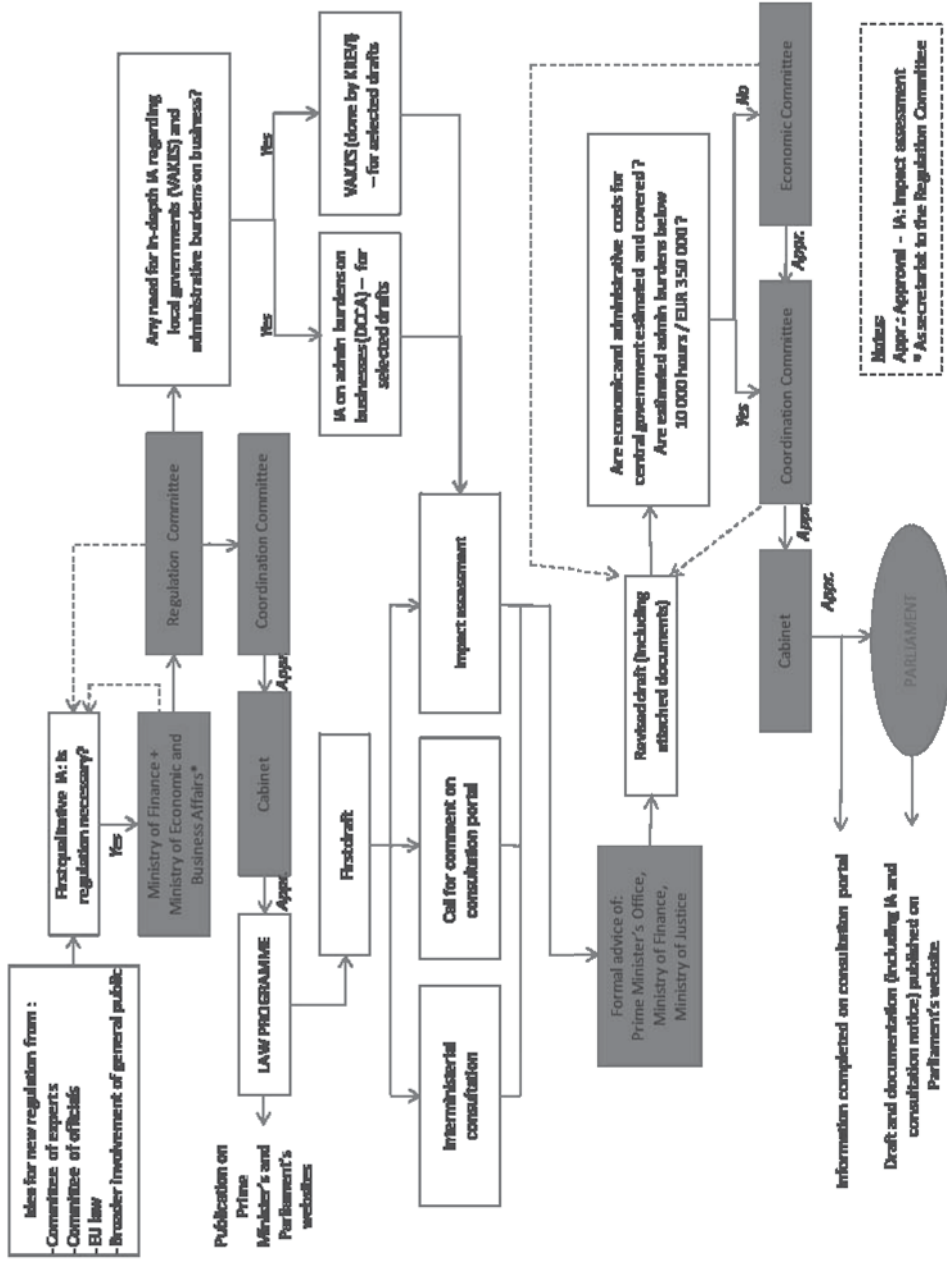 Idea for new regulation from :
- Committee of experts
- Committee of officials
- EU law
- Broader involvement of general public
First qualitative IA: Is
regulation necessary?
Yes
Ministry of Finance +
Ministry of Economic and
Business Affairs*
Regulation Committee
Any need for in-depth IA regarding
local governments (VAKKS) and
administrative burdens on business?
Yes
Yes
IA on admin burdens on
businesses (DCCA) – for
selected drafts
VAKKS (done by KREVI)
– for selected drafts
Coordination Committee
Appr.
Cabinet
Appr.
LAW PROGRAMME
Publication on
Prime
Minister's and
Parliament's
websites
First draft
Interministerial
consultation
Call for comment on
consultation portal
Impact assessment
Formal advice of:
Prime Minister's Office,
Ministry of Finance,
Ministry of Justice
Revised draft (including
attached documents)
Are economic and administrative costs for
central government estimated and covered ?
Are estimated admin burdens below
10 000 hours / EUR 350 000 ?
Yes
No
Economic Committee
Appr.
Coordination Committee
Appr.
Cabinet
Appr.
PARLIAMENT
Information completed on consultation portal
Draft and documentation (including IA and
consultation notice) published on
Parliament's website
Notes:
Appr.: Approval – IA: Impact assessment
* As secretariat to the Regulation Committee